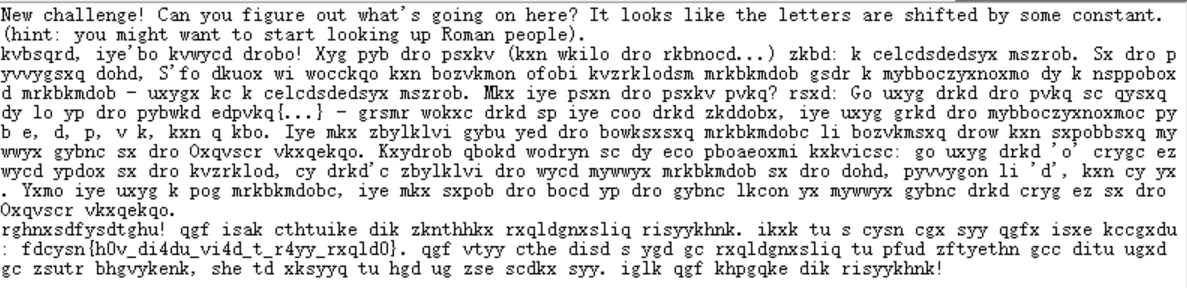 New challenge! Can you figure out what's going on here? It looks like the letters are shifted by some constant.
(hint: you might want to start looking up Roman people).
kvbsqrd, iye'bo kvwycd drobo! Xyg pyb dro psxkv (kxn wkilo dro rkbnocd...) zkbd: k celcdsdedsyx mszrob. Sx dro p
yvvygsxq dohd, S'fo dkuox wi wocckqo kxn bozvkmon ofobi kvzrklodsm mrkbkmdob gsdr k mybboczyxnoxmo dy k nsppobox
d mrkbkmdob - uxygx kc k celcdsdedsyx mszrob. Mkx iye psxn dro psxkv pvkq? rsxd: Go uxyg drkd dro pvkq sc qysxq
dy lo yp dro pybwkd edpvkq{...} - grsmr wokxc drkd sp iye coo drkd zkddobx, iye uxyg grkd dro mybboczyxnoxmoc py
b e, d, p, v k, kxn q kbo. Iye mkx zbylklvi gybu yed dro bowksxsxq mrkbkmdobc li bozvkmsxq drow kxn sxpobbsxq my
wwyx gybnc sx dro Oxqvscr vkxqekqo. Kxydrob qbokd wodryn sc dy eco pboaeoxmi kxkvicsc: go uxyg drkd 'o' crygc ez
wycd ypdox sx dro kvzrklod, cy drkd'c zbylklvi dro wycd mywwyx mrkbkmdob sx dro dohd, pyvvygon li 'd', kxn cy yx
. Yxmo iye uxyg k pog mrkbkmdobc, iye mkx sxpob dro bocd yp dro gybnc lkcon yx mywwyx gybnc drkd cryg ez sx dro
Oxqvscr vkxqekqo.
rghnxsdfysdtghu! qgf isak cthtuike dik zknthhkx rxqldgnxsliq risyykhnk. ikxk tu s cysn cgx syy qgfx isxe kccgxdu
: fdcysn{h0v_di4du_vi4d_t_r4yy_rxqld0}. qgf vtyy cthe disd s ygd gc rxqldgnxsliq tu pfud zftyethn gcc ditu ugxd
gc zsutr bhgvykenk, she td xksyyq tu hgd ug zse scdkx syy. iglk qgf khpgqke dik risyykhnk!